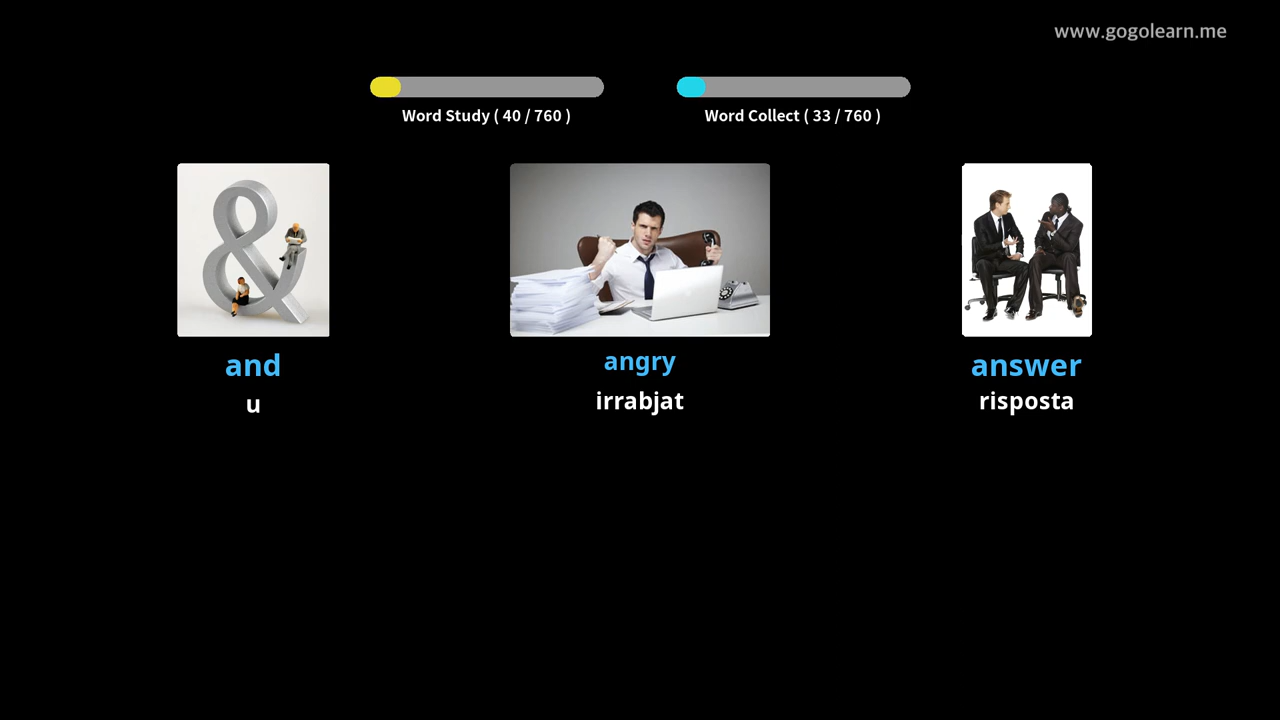 www.gogolearn.me
Word Study ( 40 / 760 )
Word Collect ( 33 / 760 )
&
and
u
angry
irrabjat
answer
risposta